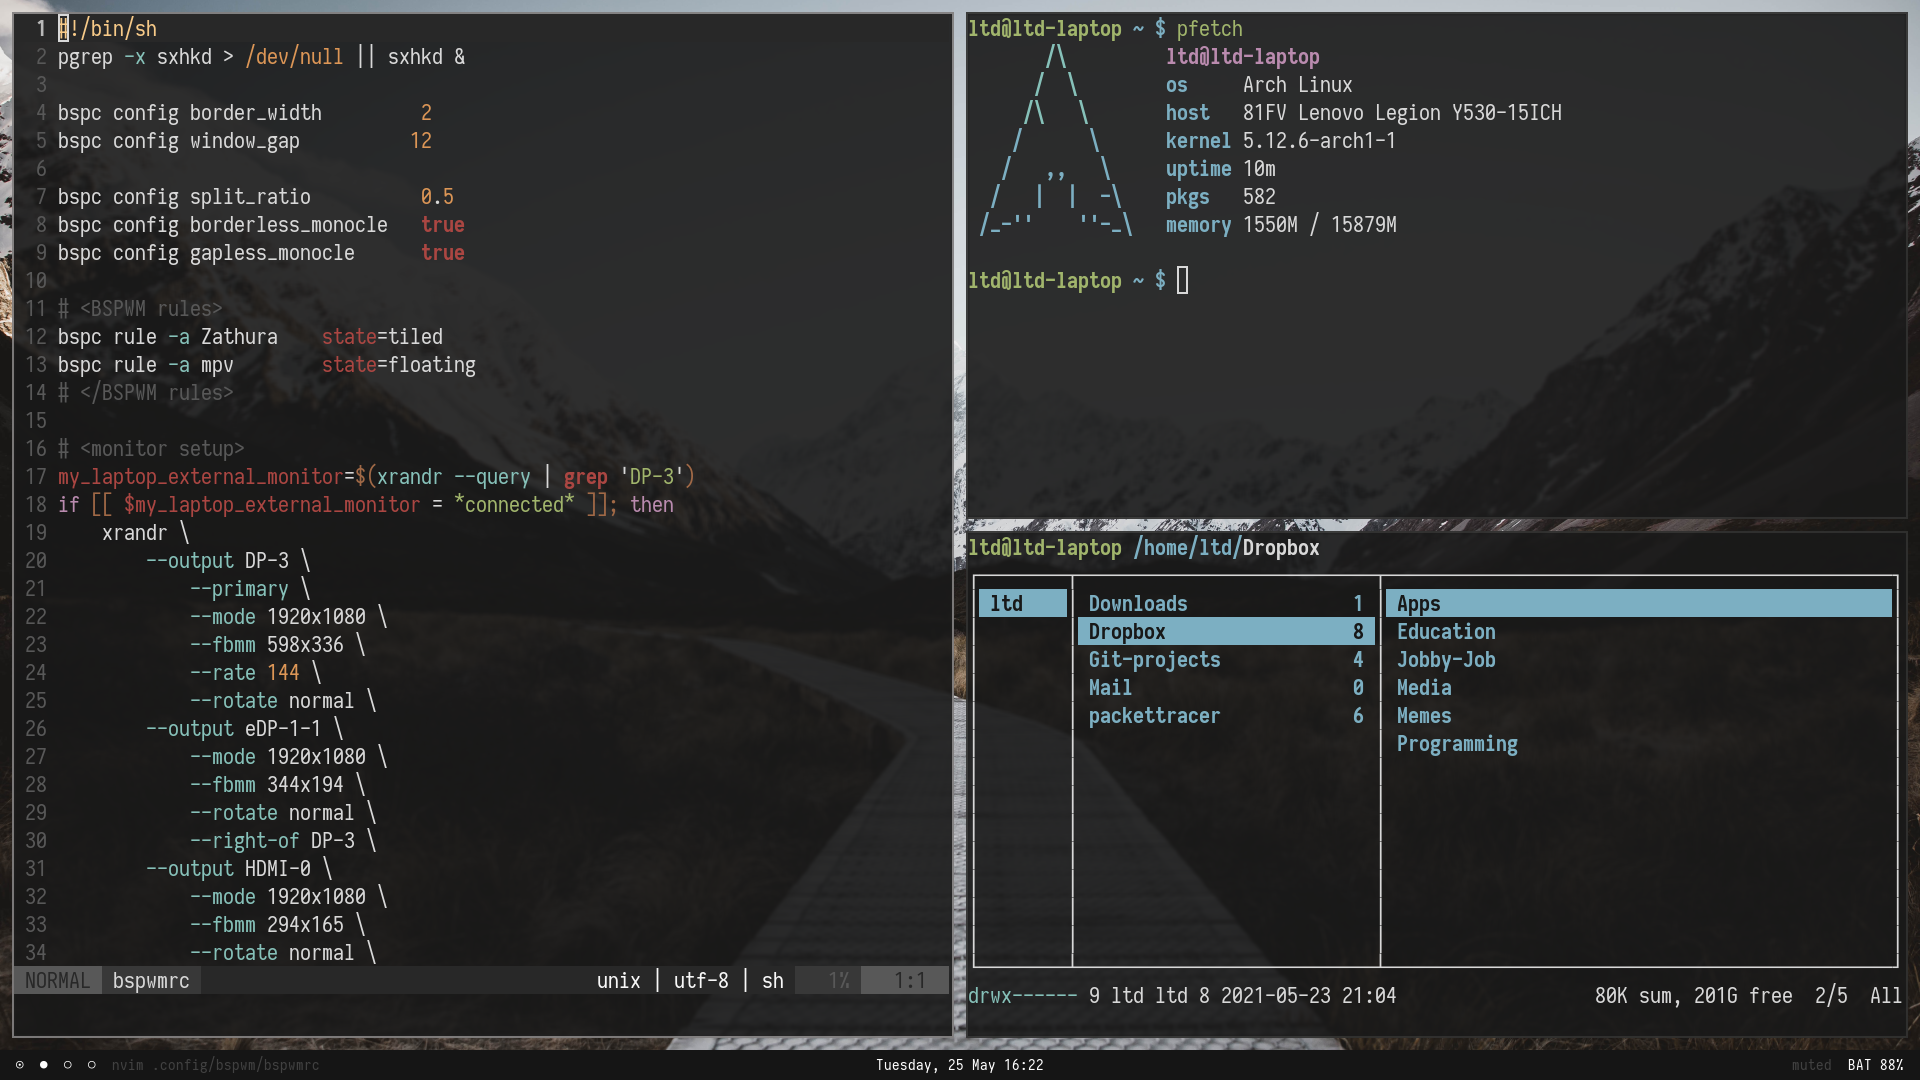 1 #!/bin/sh
2 pgrep -x sxhkd > /dev/null || sxhkd &
3
4 bspc config border_width         2
5 bspc config window_gap          12
6
7 bspc config split_ratio          0.5
8 bspc config borderless_monocle   true
9 bspc config gapless_monocle      true
10
11 # <BSPWM rules>
12 bspc rule -a Zathura    state=tiled
13 bspc rule -a mpv        state=floating
14 # </BSPWM rules>
15
16 # <monitor setup>
17 my_laptop_external_monitor=$(xrandr --query | grep 'DP-3')
18 if [[ $my_laptop_external_monitor = *connected* ]]; then
19     xrandr \
20         --output DP-3 \
21             --primary \
22             --mode 1920x1080 \
23             --fbmm 598x336 \
24             --rate 144 \
25             --rotate normal \
26         --output eDP-1-1 \
27             --mode 1920x1080 \
28             --fbmm 344x194 \
29             --rotate normal \
30             --right-of DP-3 \
31         --output HDMI-0 \
32             --mode 1920x1080 \
33             --fbmm 294x165 \
34             --rotate normal \
NORMAL bspwmrc unix | utf-8 | sh 1% 1:1
ltd@ltd-laptop ~ $ pfetch
ltd@ltd-laptop
os Arch Linux
host 81FV Lenovo Legion Y530-15ICH
kernel 5.12.6-arch1-1
uptime 10m
pkgs 582
memory 1550M / 15879M
ltd@ltd-laptop ~ $
ltd@ltd-laptop /home/ltd/Dropbox
ltd Downloads 1 Apps
Dropbox 8 Education
Git-projects 4 Jobby-Job
Mail 0 Media
packettracer 6 Memes
Programming
drwx------ 9 ltd ltd 8 2021-05-23 21:04 80K sum, 201G free 2/5 All
nvim .config/bspwm/bspwmrc Tuesday, 25 May 16:22 muted BAT 88%